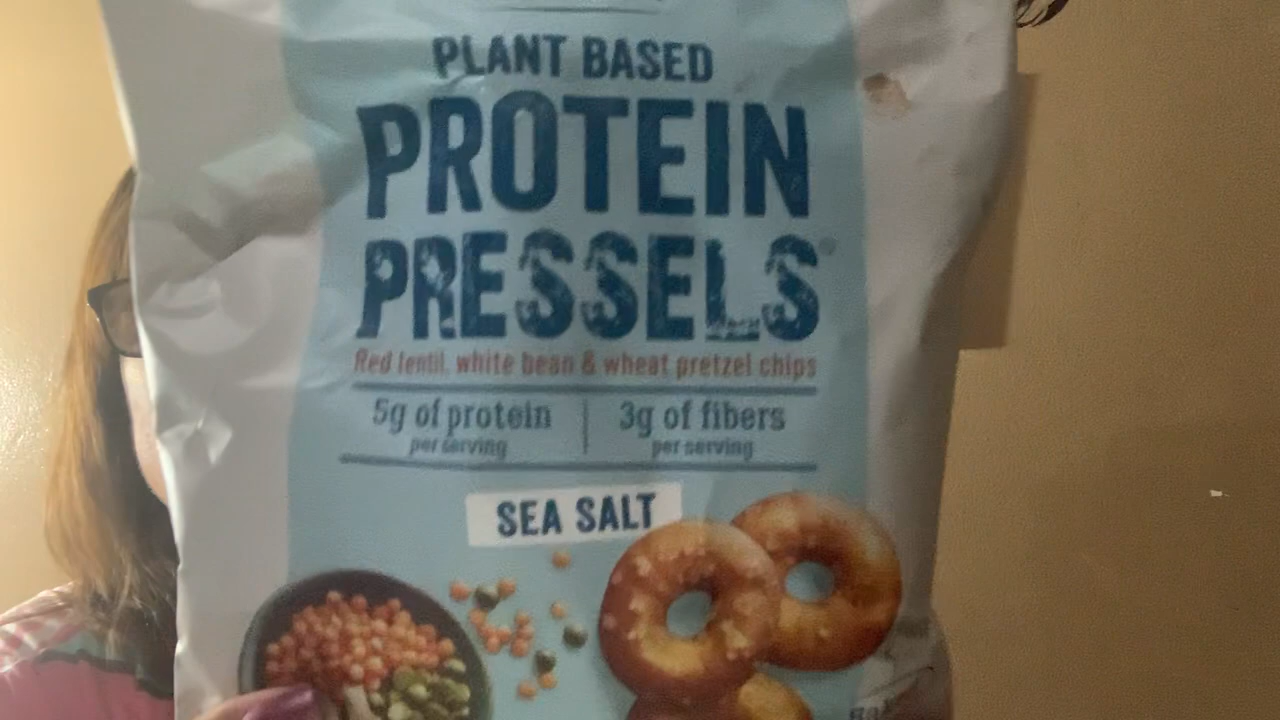 PLANT BASED
PROTEIN
PRESSELS®
Red lentil, white bean & wheat pretzel chips
5g of protein
per serving
3g of fibers
per serving
SEA SALT